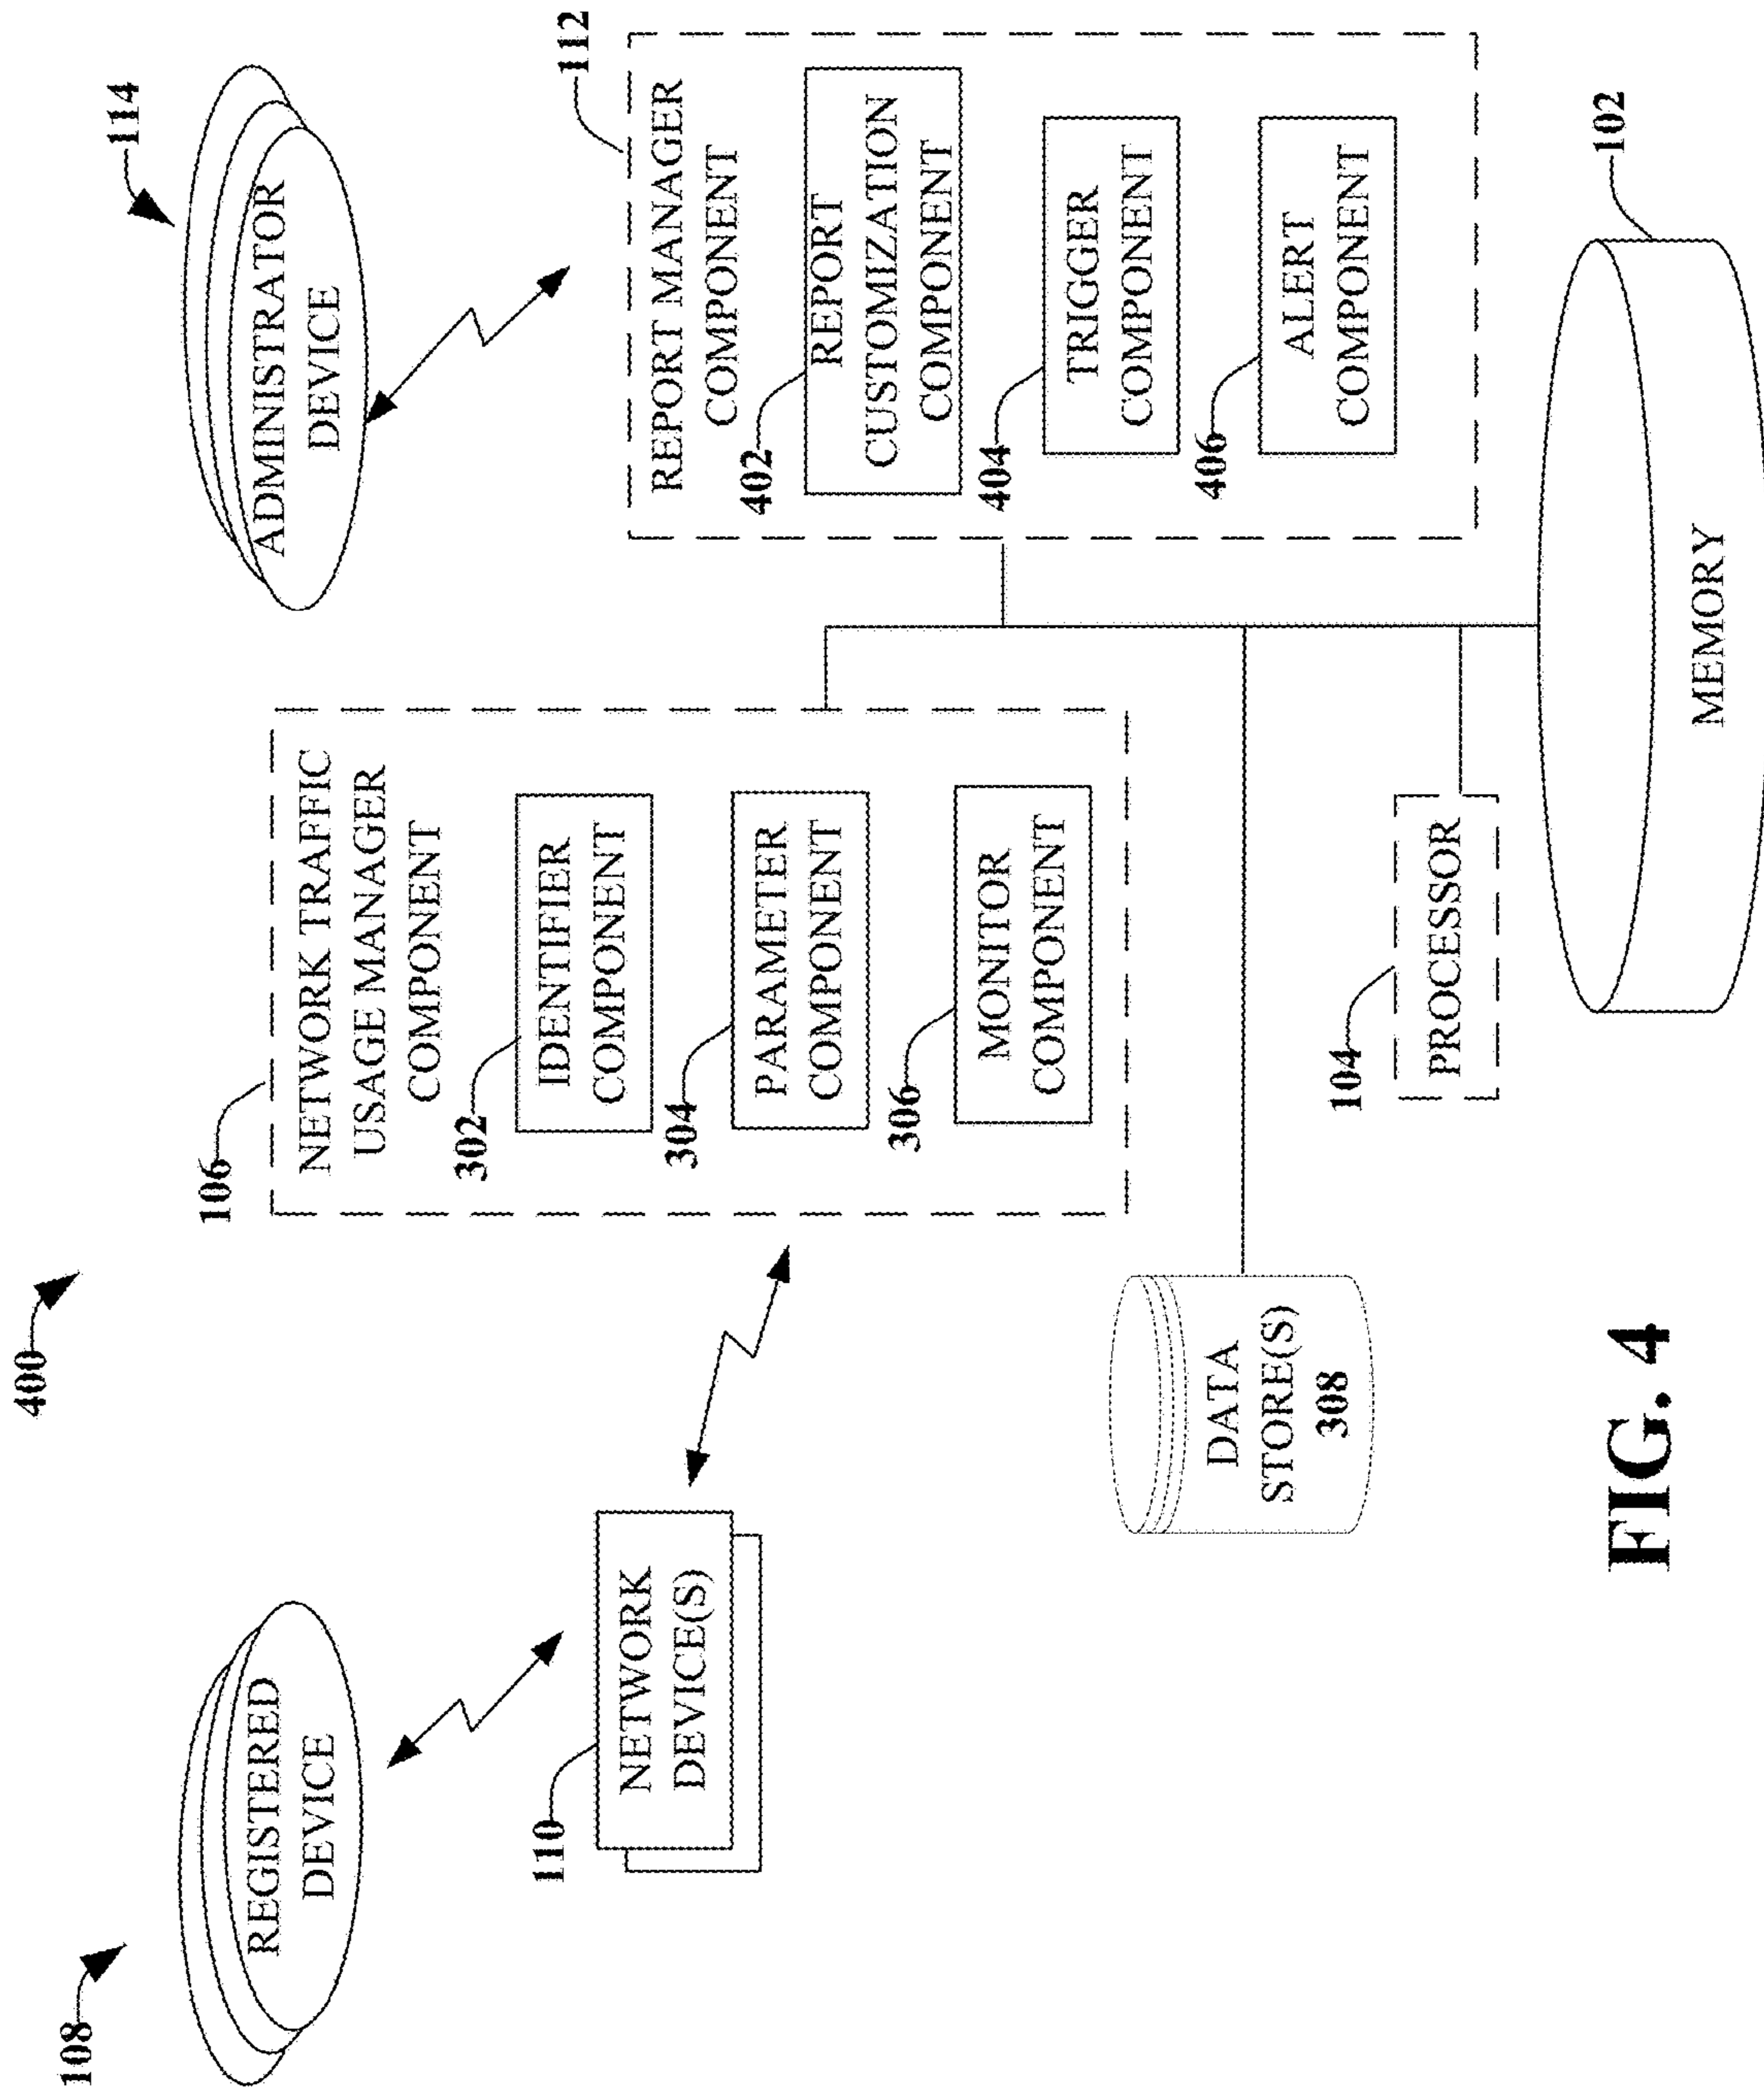 400
108
REGISTERED
DEVICE
110
NETWORK
DEVICE(S)
106
NETWORK TRAFFIC
USAGE MANAGER
COMPONENT
302
IDENTIFIER
COMPONENT
304
PARAMETER
COMPONENT
306
MONITOR
COMPONENT
114
ADMINISTRATOR
DEVICE
112
REPORT MANAGER
COMPONENT
402
REPORT
CUSTOMIZATION
COMPONENT
404
TRIGGER
COMPONENT
406
ALERT
COMPONENT
DATA
STORE(S)
308
104
PROCESSOR
102
MEMORY
FIG. 4